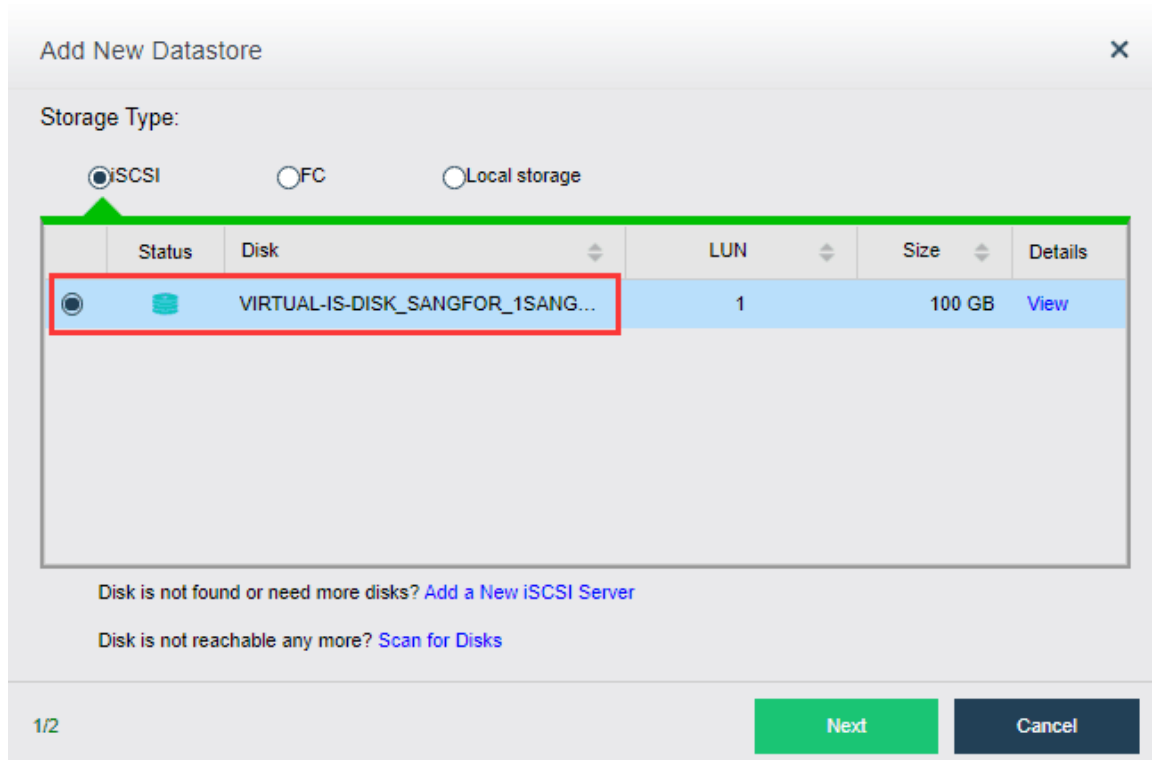 Add New Datastore
Storage Type:
iSCSI FC Local storage
Status Disk LUN Size Details
VIRTUAL-IS-DISK_SANGFOR_1SANG... 1 100 GB View
Disk is not found or need more disks? Add a New iSCSI Server
Disk is not reachable any more? Scan for Disks
1/2 Next Cancel